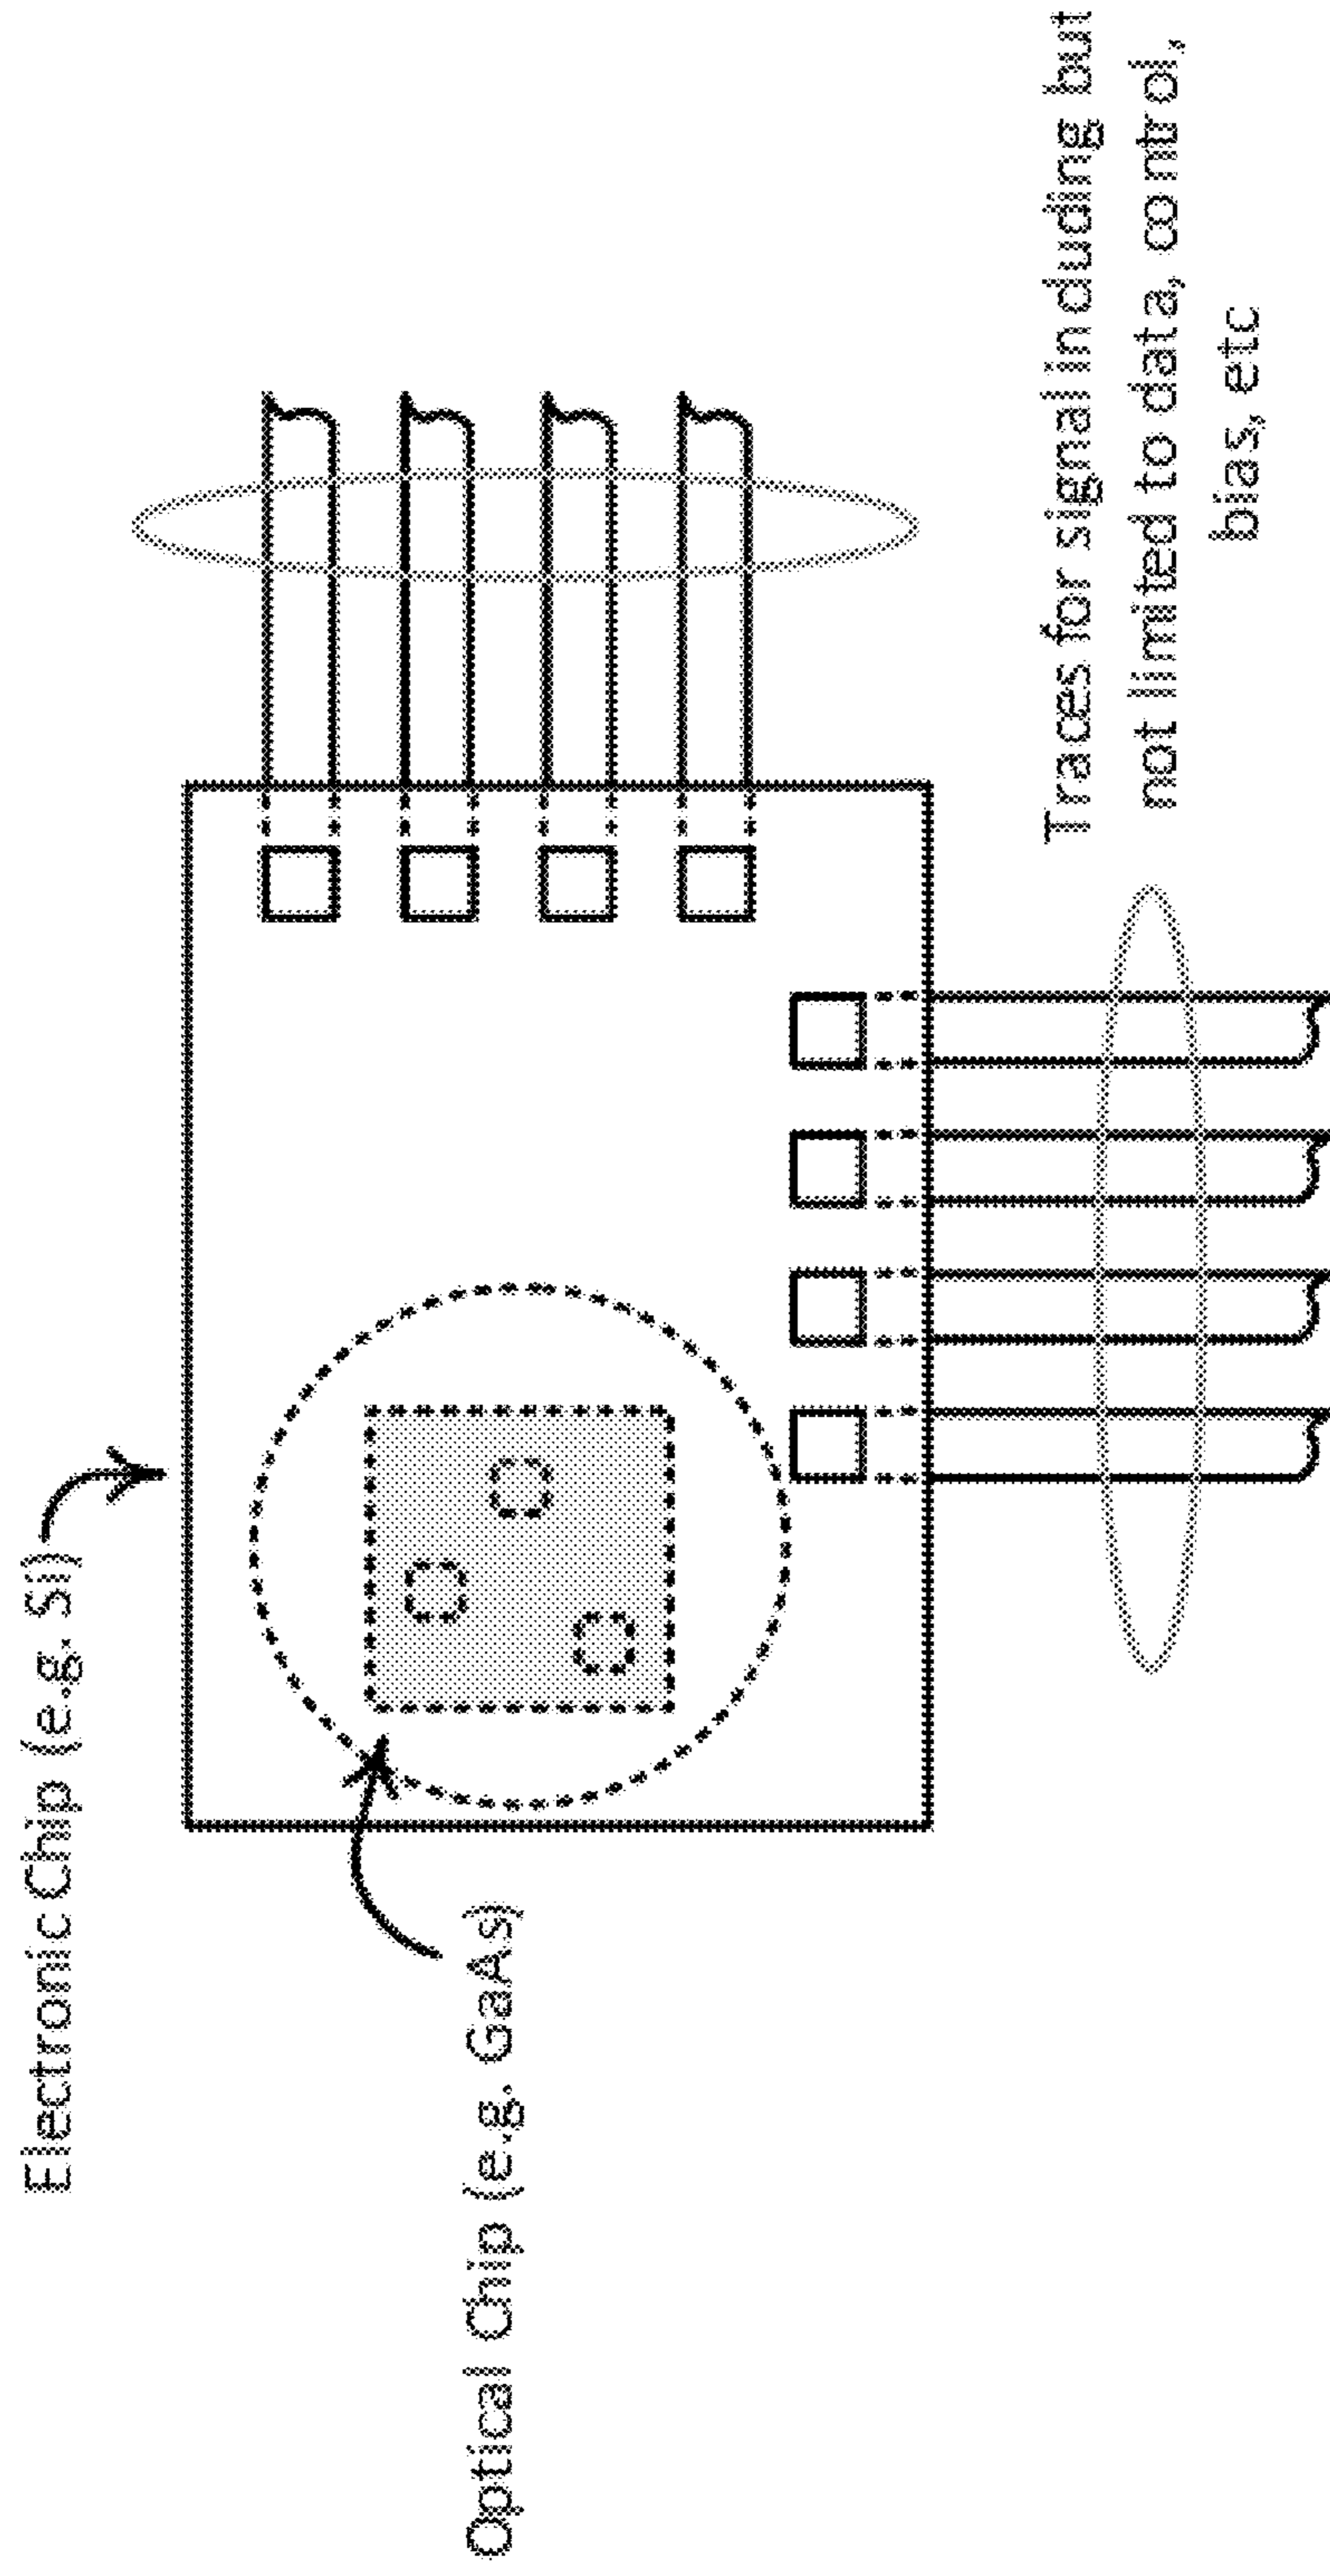 Electronic Chip (e.g. Si)
Optical Chip (e.g. GaAs)
Traces for signal including but
not limited to data, control,
bias, etc